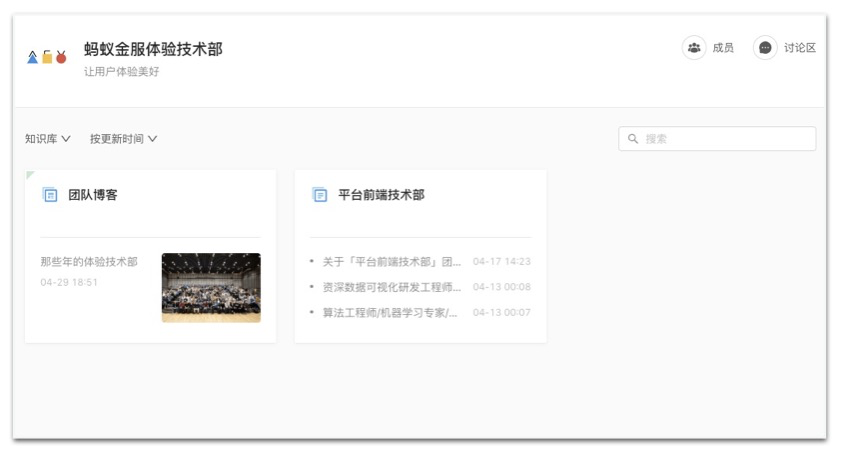 蚂蚁金服体验技术部
让用户体验美好
成员
讨论区
知识库
按更新时间
搜索
团队博客
那些年的体验技术部
04-29 18:51
平台前端技术部
关于「平台前端技术部」团... 04-17 14:23
资深数据可视化研发工程师... 04-13 00:08
算法工程师/机器学习专家/... 04-13 00:07